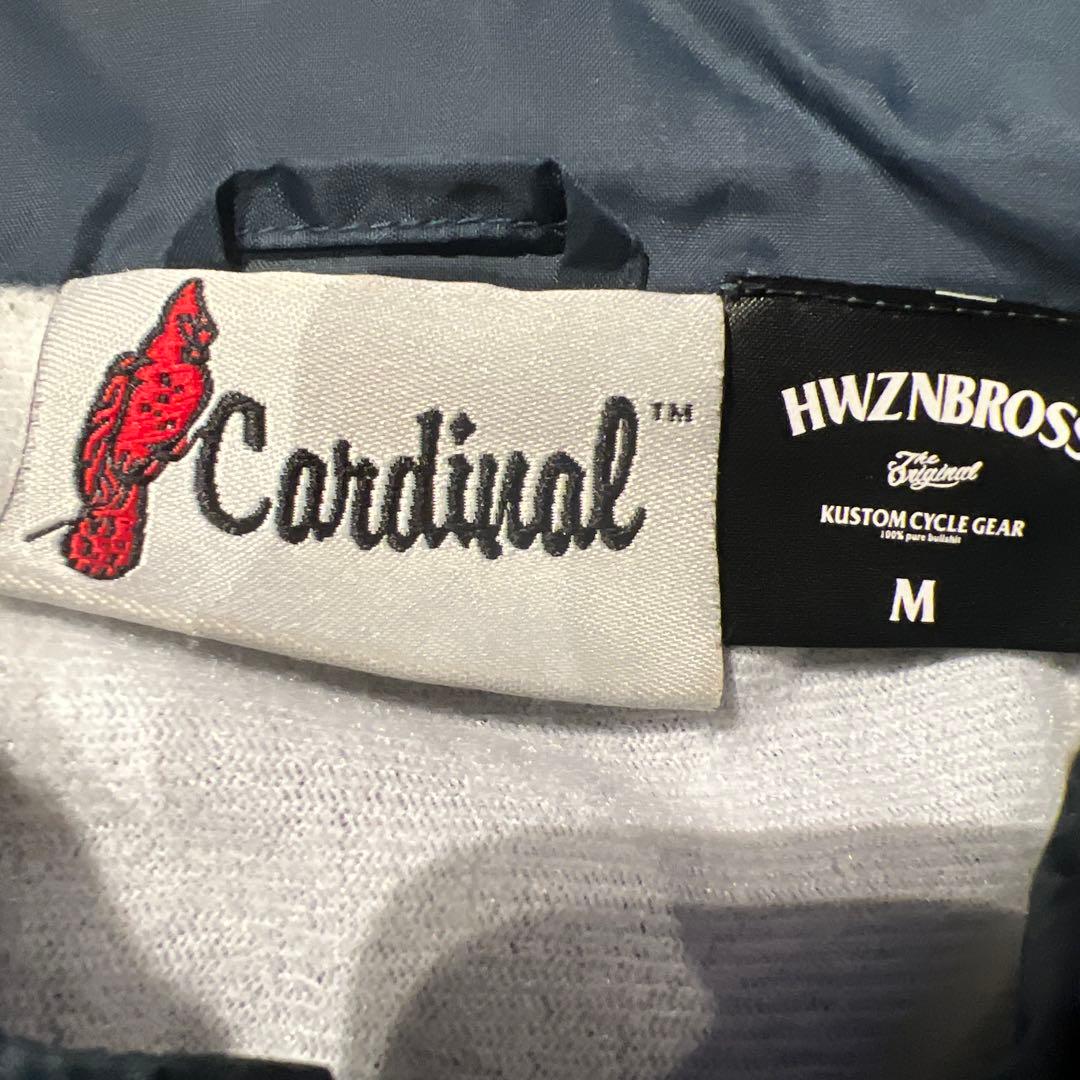 Cardinal™
HWZNBROSS
The
Original
KUSTOM CYCLE GEAR
100% pure bullshit
M